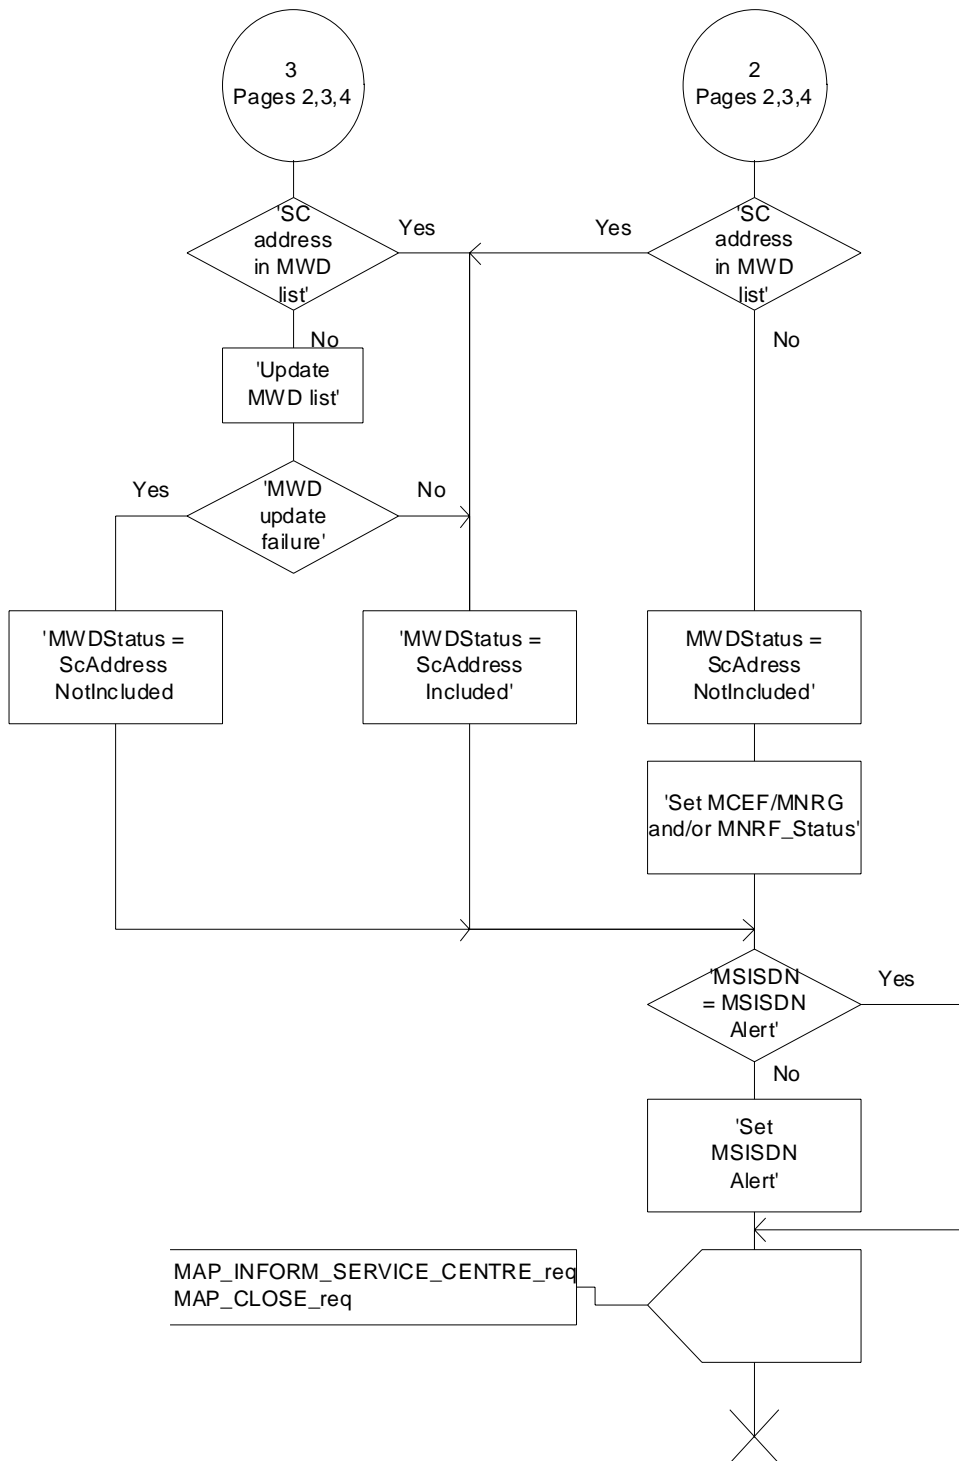 3
Pages 2,3,4
2
Pages 2,3,4
'SC
address
in MWD
list'
Yes
Yes
'SC
address
in MWD
list'
No
No
'Update
MWD list'
Yes
'MWD
update
failure'
No
'MWDStatus =
ScAddress
NotIncluded
'MWDStatus =
ScAddress
Included'
MWDStatus =
ScAdress
NotIncluded'
'Set MCEF/MNRG
and/or MNRF_Status'
'MSISDN
= MSISDN
Alert'
Yes
No
'Set
MSISDN
Alert'
MAP_INFORM_SERVICE_CENTRE_req
MAP_CLOSE_req